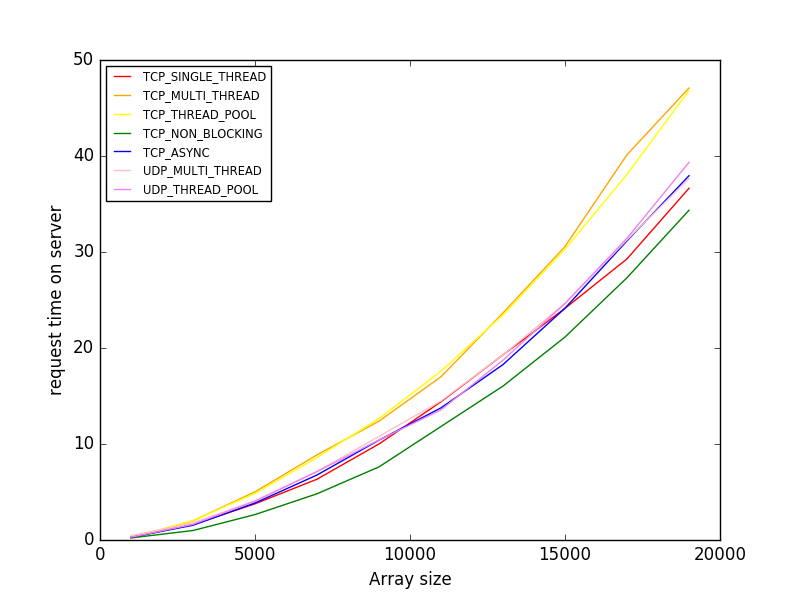 50
40
30
20
10
0
request time on server
TCP_SINGLE_THREAD
TCP_MULTI_THREAD
TCP_THREAD_POOL
TCP_NON_BLOCKING
TCP_ASYNC
UDP_MULTI_THREAD
UDP_THREAD_POOL
0 5000 10000 15000 20000
Array size